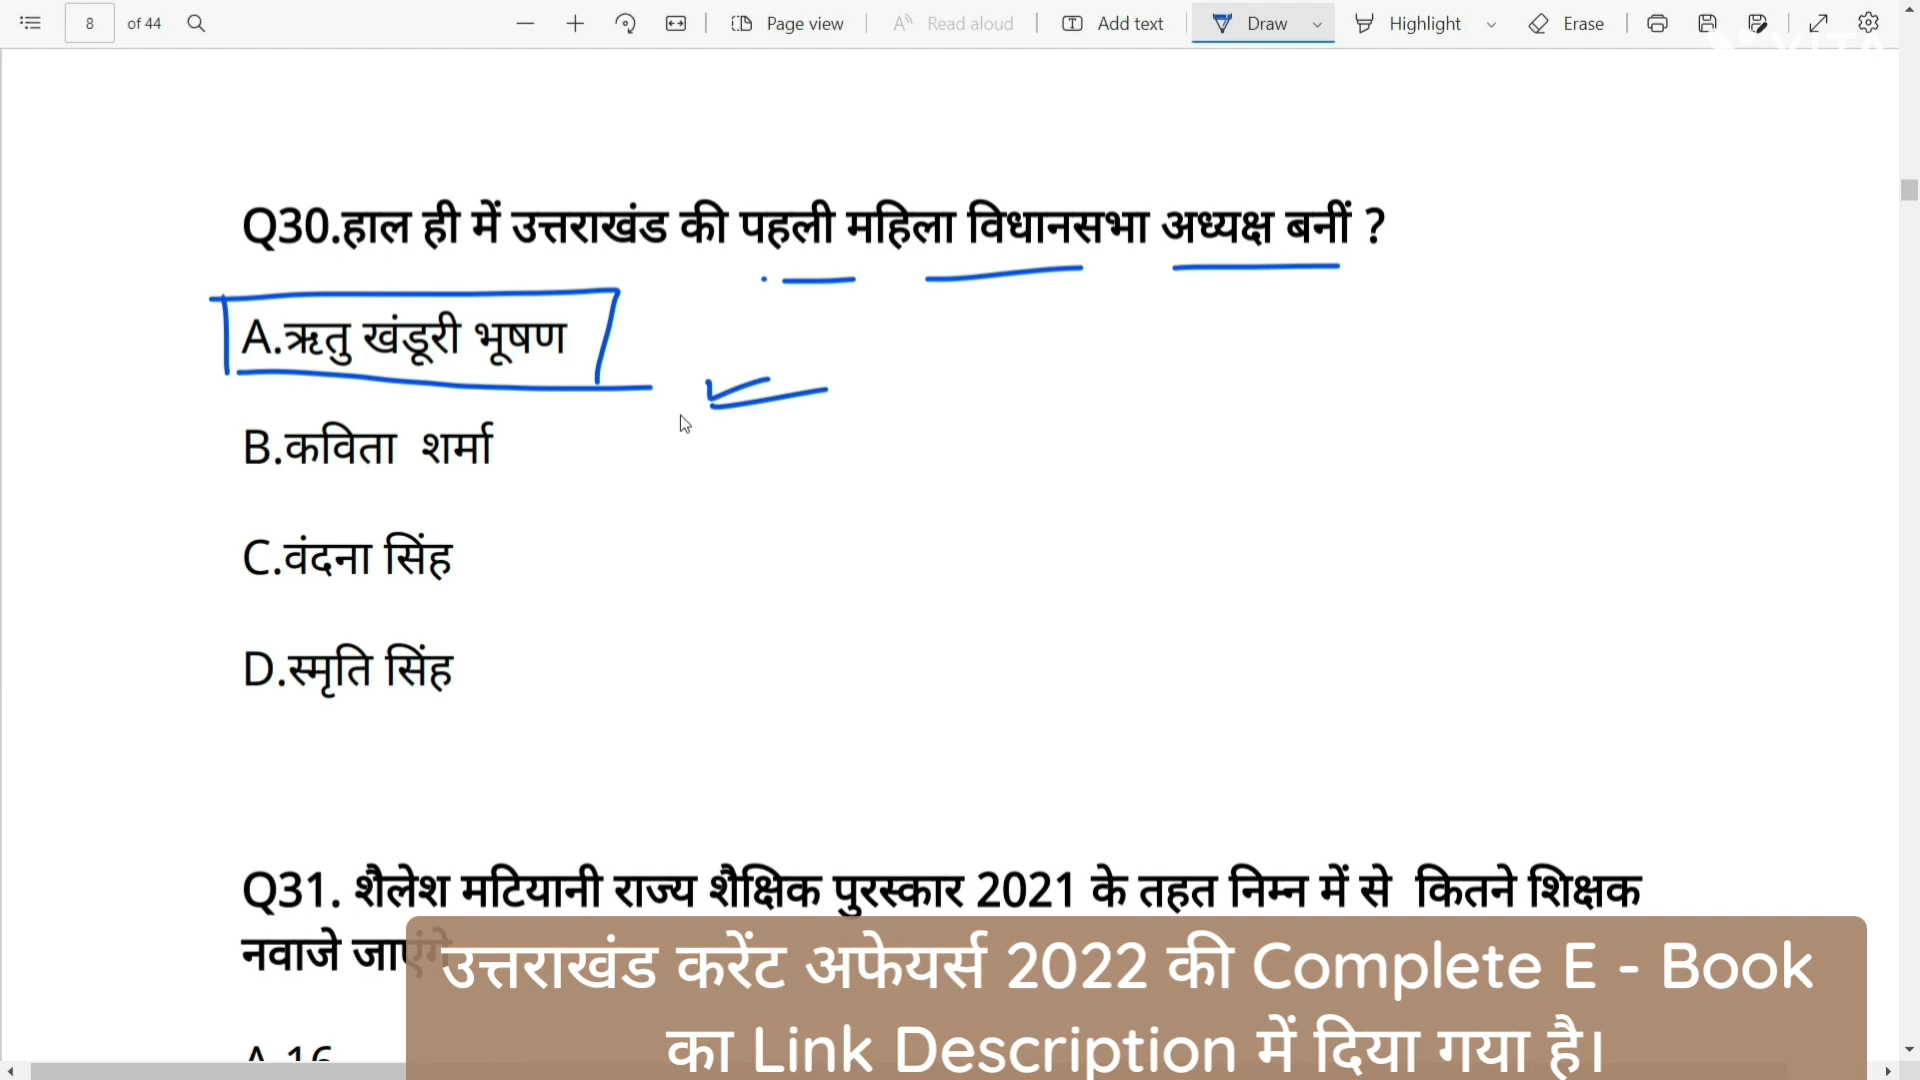 8 of 44 Page view Read aloud Add text Draw Highlight Erase
Q30.हाल ही में उत्तराखंड की पहली महिला विधानसभा अध्यक्ष बनीं ?
A.ऋतु खंडूरी भूषण
B.कविता शर्मा
C.वंदना सिंह
D.स्मृति सिंह
Q31. शैलेश मटियानी राज्य शैक्षिक पुरस्कार 2021 के तहत निम्न में से कितने शिक्षक
नवाजे जाएंगे
उत्तराखंड करेंट अफेयर्स 2022 की Complete E - Book
का Link Description में दिया गया है।
A.16